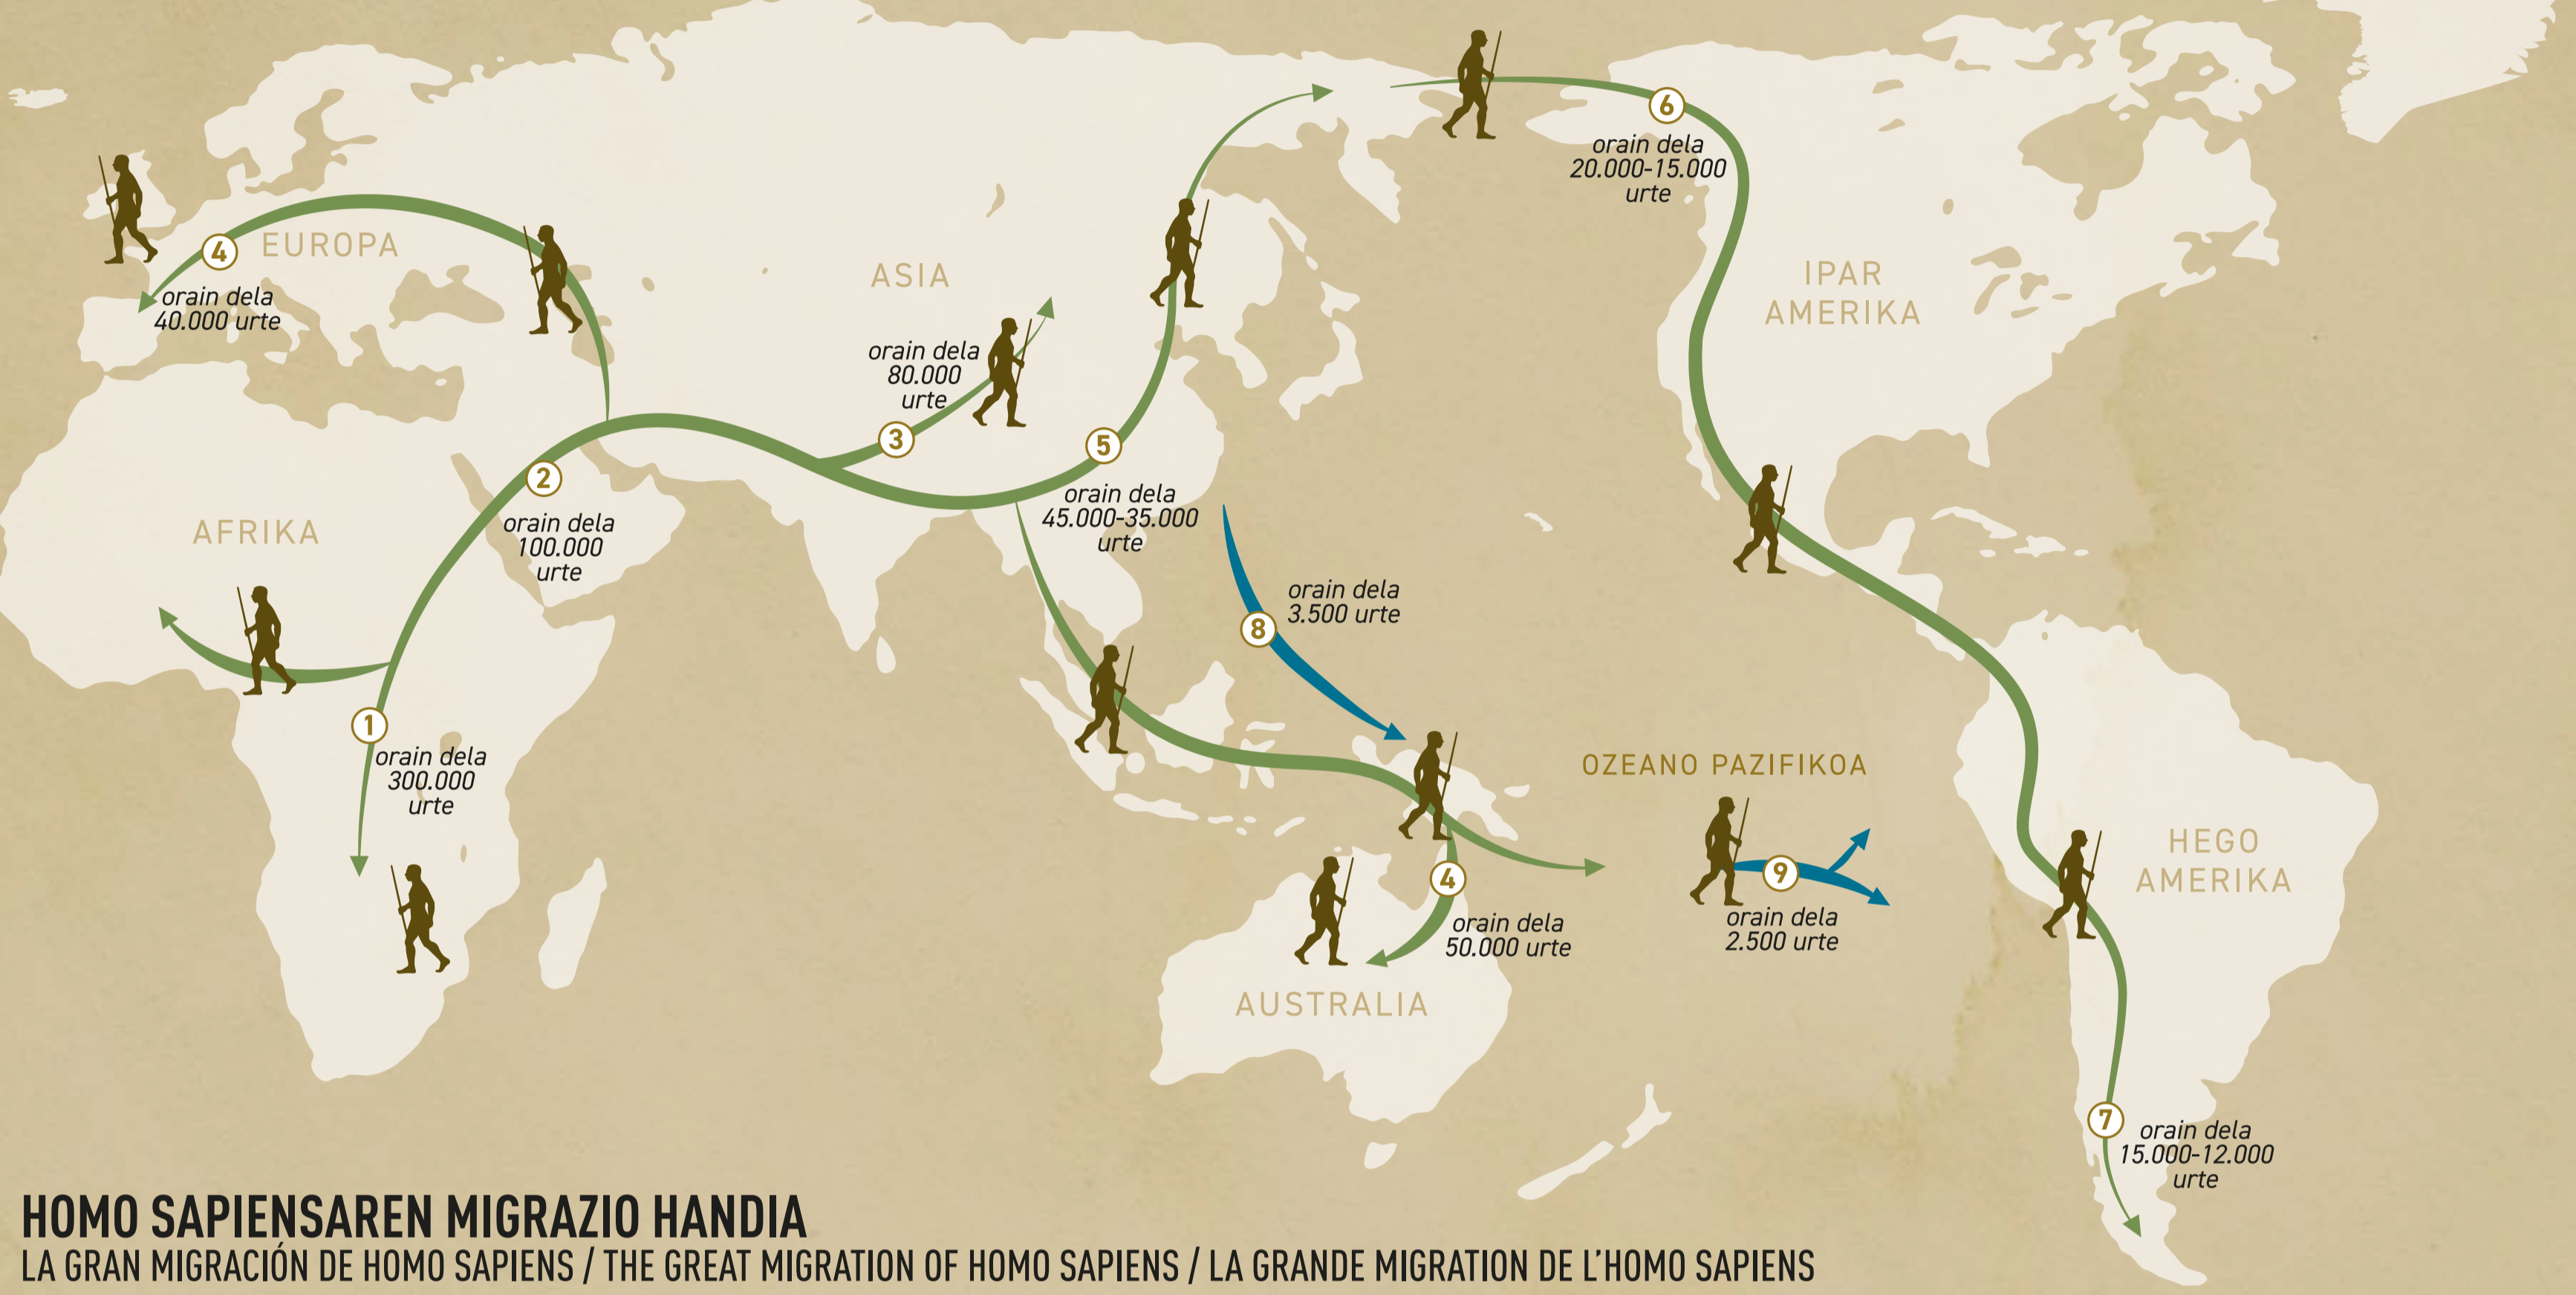 6
orain dela
20.000-15.000
urte
4
EUROPA
orain dela
40.000 urte
ASIA
IPAR
AMERIKA
orain dela
80.000
urte
3
5
orain dela
45.000-35.000
urte
2
orain dela
100.000
urte
AFRIKA
8
orain dela
3.500 urte
1
orain dela
300.000
urte
OZEANO PAZIFIKOA
9
orain dela
2.500 urte
4
orain dela
50.000 urte
HEGO
AMERIKA
AUSTRALIA
7
orain dela
15.000-12.000
urte
HOMO SAPIENSAREN MIGRAZIO HANDIA
LA GRAN MIGRACIÓN DE HOMO SAPIENS / THE GREAT MIGRATION OF HOMO SAPIENS / LA GRANDE MIGRATION DE L'HOMO SAPIENS